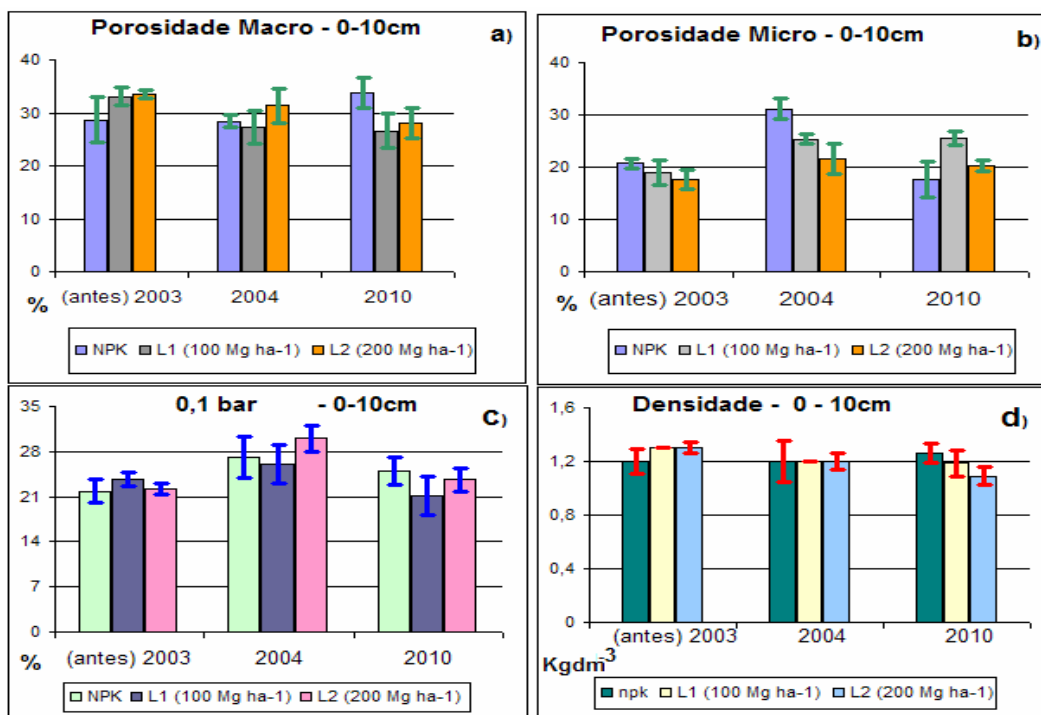 Porosidade Macro - 0-10cm
a)
40
30
20
10
0
%
(antes) 2003
2004
2010
NPK
L1 (100 Mg ha-1)
L2 (200 Mg ha-1)
Porosidade Micro - 0-10cm
b)
40
30
20
10
0
%
(antes) 2003
2004
2010
NPK
L1 (100 Mg ha-1)
L2 (200 Mg ha-1)
0,1 bar - 0-10cm
c)
35
28
21
14
7
0
%
(antes) 2003
2004
2010
NPK
L1 (100 Mg ha-1)
L2 (200 Mg ha-1)
Densidade - 0 - 10cm
d)
1,6
1,2
0,8
0,4
0
Kgdm-3
(antes) 2003
2004
2010
npk
L1 (100 Mg ha-1)
L2 (200 Mg ha-1)